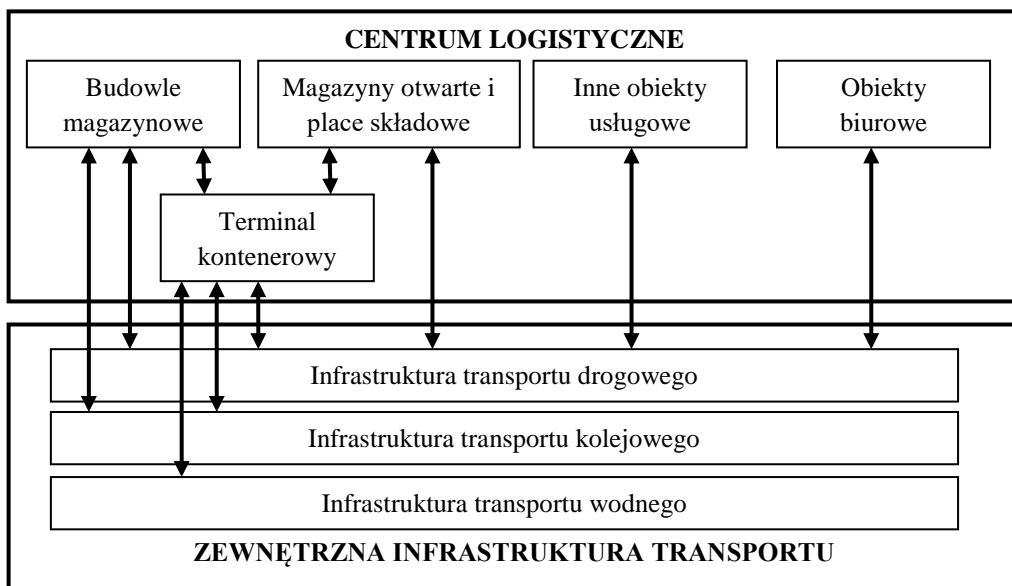 CENTRUM LOGISTYCZNE
Budowle
magazynowe
Magazyny otwarte i
place składowe
Inne obiekty
usługowe
Obiekty
biurowe
Terminal
kontenerowy
Infrastruktura transportu drogowego
Infrastruktura transportu kolejowego
Infrastruktura transportu wodnego
ZEWNĘTRZNA INFRASTRUKTURA TRANSPORTU